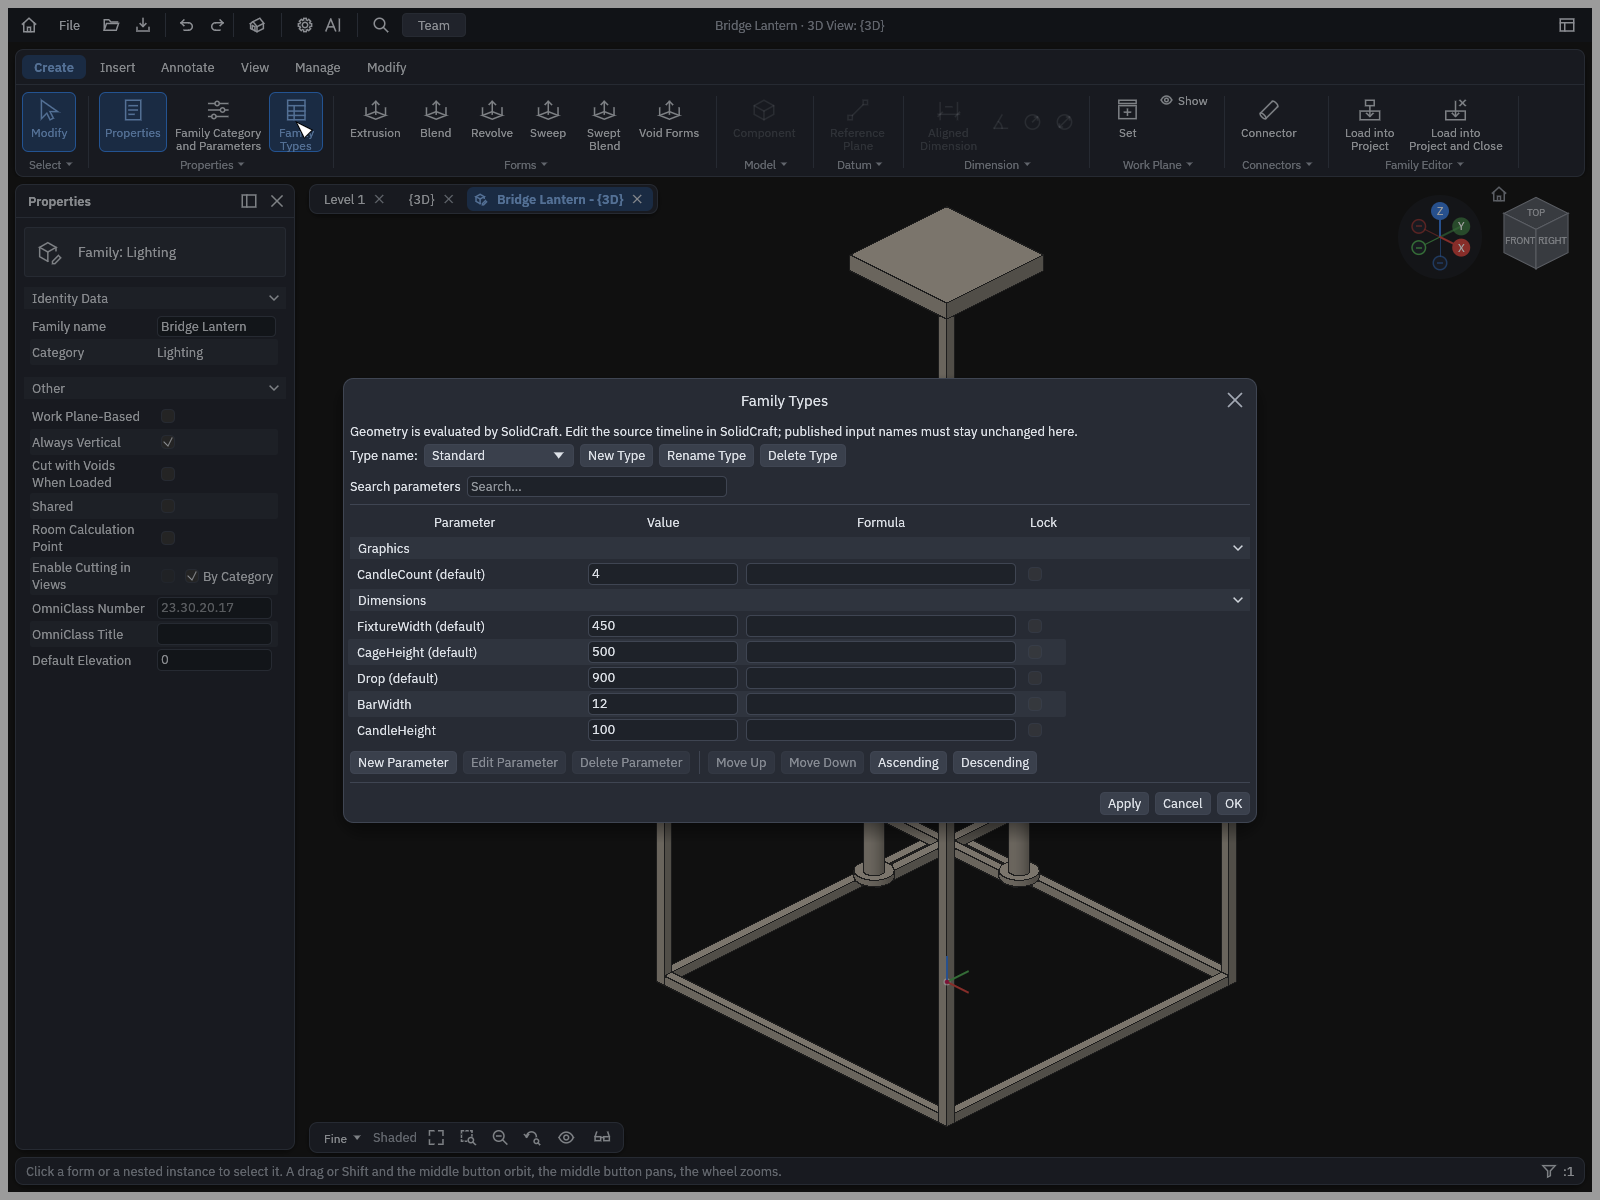 File
AI
Team
Bridge Lantern · 3D View: {3D}
Create
Insert
Annotate
View
Manage
Modify
Modify
Properties
Family Category
and Parameters
Family
Types
Extrusion
Blend
Revolve
Sweep
Swept
Blend
Void Forms
Component
Reference
Plane
Aligned
Dimension
Set
Show
Connector
Load into
Project
Load into
Project and Close
Select
Properties
Forms
Model
Datum
Dimension
Work Plane
Connectors
Family Editor
Properties
Level 1
{3D}
Bridge Lantern - {3D}
Z
Y
X
TOP
FRONT
RIGHT
Family: Lighting
Identity Data
Family name
Bridge Lantern
Category
Lighting
Other
Work Plane-Based
Always Vertical
Cut with Voids
When Loaded
Shared
Room Calculation
Point
Enable Cutting in
Views
By Category
OmniClass Number
23.30.20.17
OmniClass Title
Default Elevation
0
Family Types
Geometry is evaluated by SolidCraft. Edit the source timeline in SolidCraft; published input names must stay unchanged here.
Type name:
Standard
New Type
Rename Type
Delete Type
Search parameters
Search...
Parameter
Value
Formula
Lock
Graphics
CandleCount (default)
4
Dimensions
FixtureWidth (default)
450
CageHeight (default)
500
Drop (default)
900
BarWidth
12
CandleHeight
100
New Parameter
Edit Parameter
Delete Parameter
Move Up
Move Down
Ascending
Descending
Apply
Cancel
OK
Fine
Shaded
Click a form or a nested instance to select it. A drag or Shift and the middle button orbit, the middle button pans, the wheel zooms.
:1